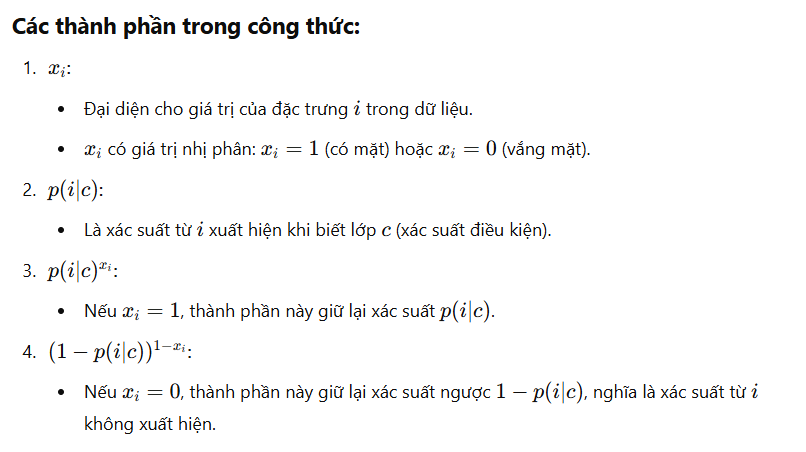 Các thành phần trong công thức:
1. $x_i$:
• Đại diện cho giá trị của đặc trưng $i$ trong dữ liệu.
• $x_i$ có giá trị nhị phân: $x_i = 1$ (có mặt) hoặc $x_i = 0$ (vắng mặt).
2. $p(i|c)$:
• Là xác suất từ $i$ xuất hiện khi biết lớp $c$ (xác suất điều kiện).
3. $p(i|c)^{x_i}$:
• Nếu $x_i = 1$, thành phần này giữ lại xác suất $p(i|c)$.
4. $(1 - p(i|c))^{1-x_i}$:
• Nếu $x_i = 0$, thành phần này giữ lại xác suất ngược $1 - p(i|c)$, nghĩa là xác suất từ $i$
không xuất hiện.